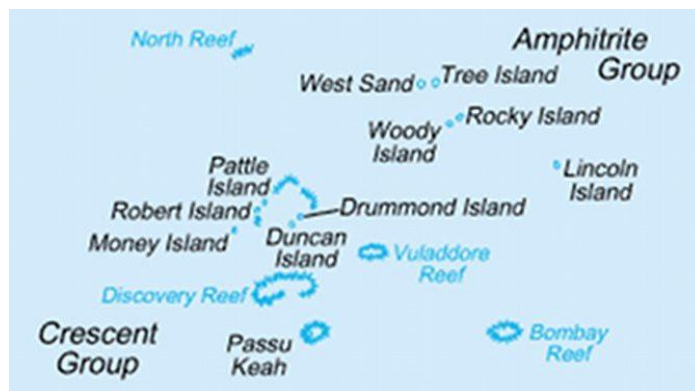 North Reef
Amphitrite
Group
West Sand
Tree Island
Woody
Island
Rocky Island
Pattle
Island
Lincoln
Island
Robert Island
Drummond Island
Money Island
Duncan
Island
Vuladdore
Reef
Discovery Reef
Crescent
Group
Passu
Keah
Bombay
Reef